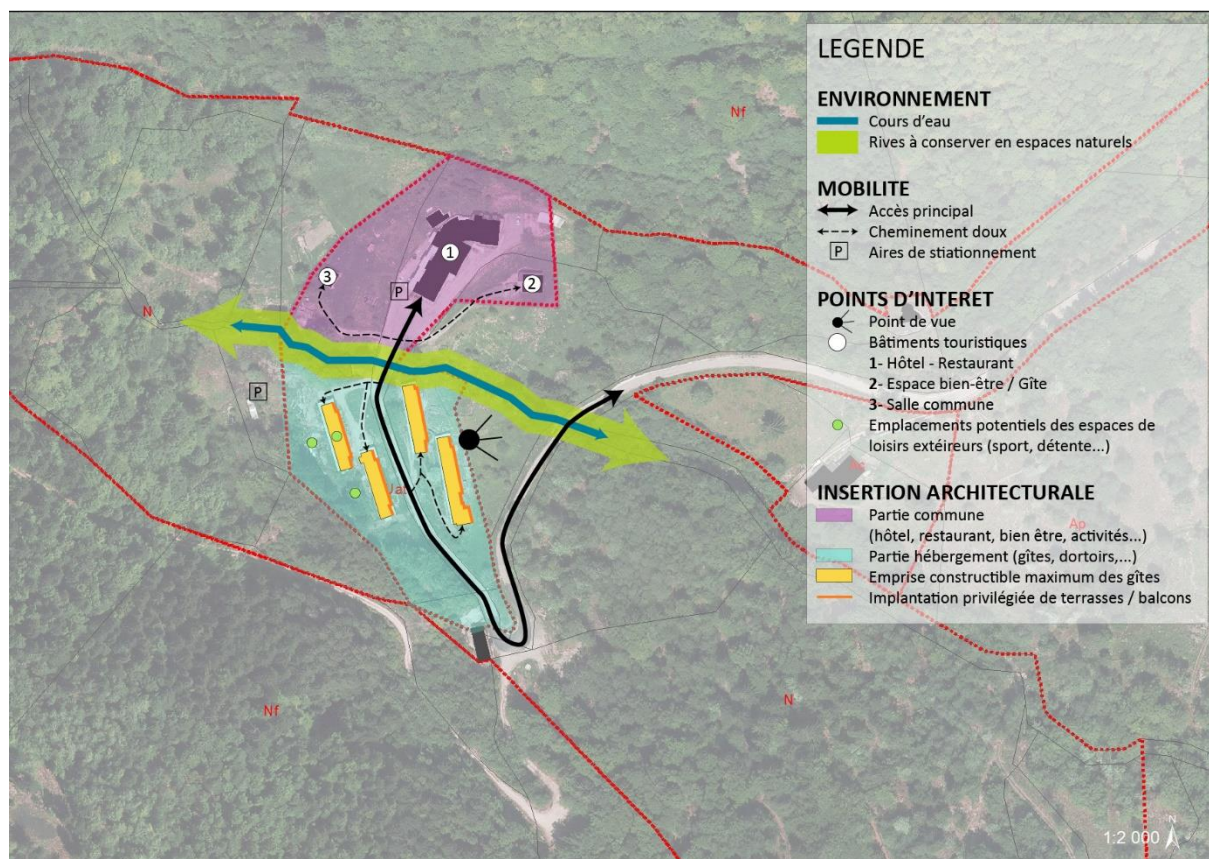 LEGENDE
ENVIRONNEMENT
Cours d'eau
Rives à conserver en espaces naturels
MOBILITE
Accès principal
Cheminement doux
P Aires de stationnement
POINTS D'INTERET
Point de vue
Bâtiments touristiques
1- Hôtel - Restaurant
2- Espace bien-être / Gîte
3- Salle commune
Emplacements potentiels des espaces de
loisirs extéireurs (sport, détente...)
INSERTION ARCHITECTURALE
Partie commune
(hôtel, restaurant, bien être, activités...)
Partie hébergement (gîtes, dortoirs,...)
Emprise constructible maximum des gîtes
Implantation privilégiée de terrasses / balcons
Nf
1
3
2
P
N
P
Ap
Nf
N
N
1:2 000